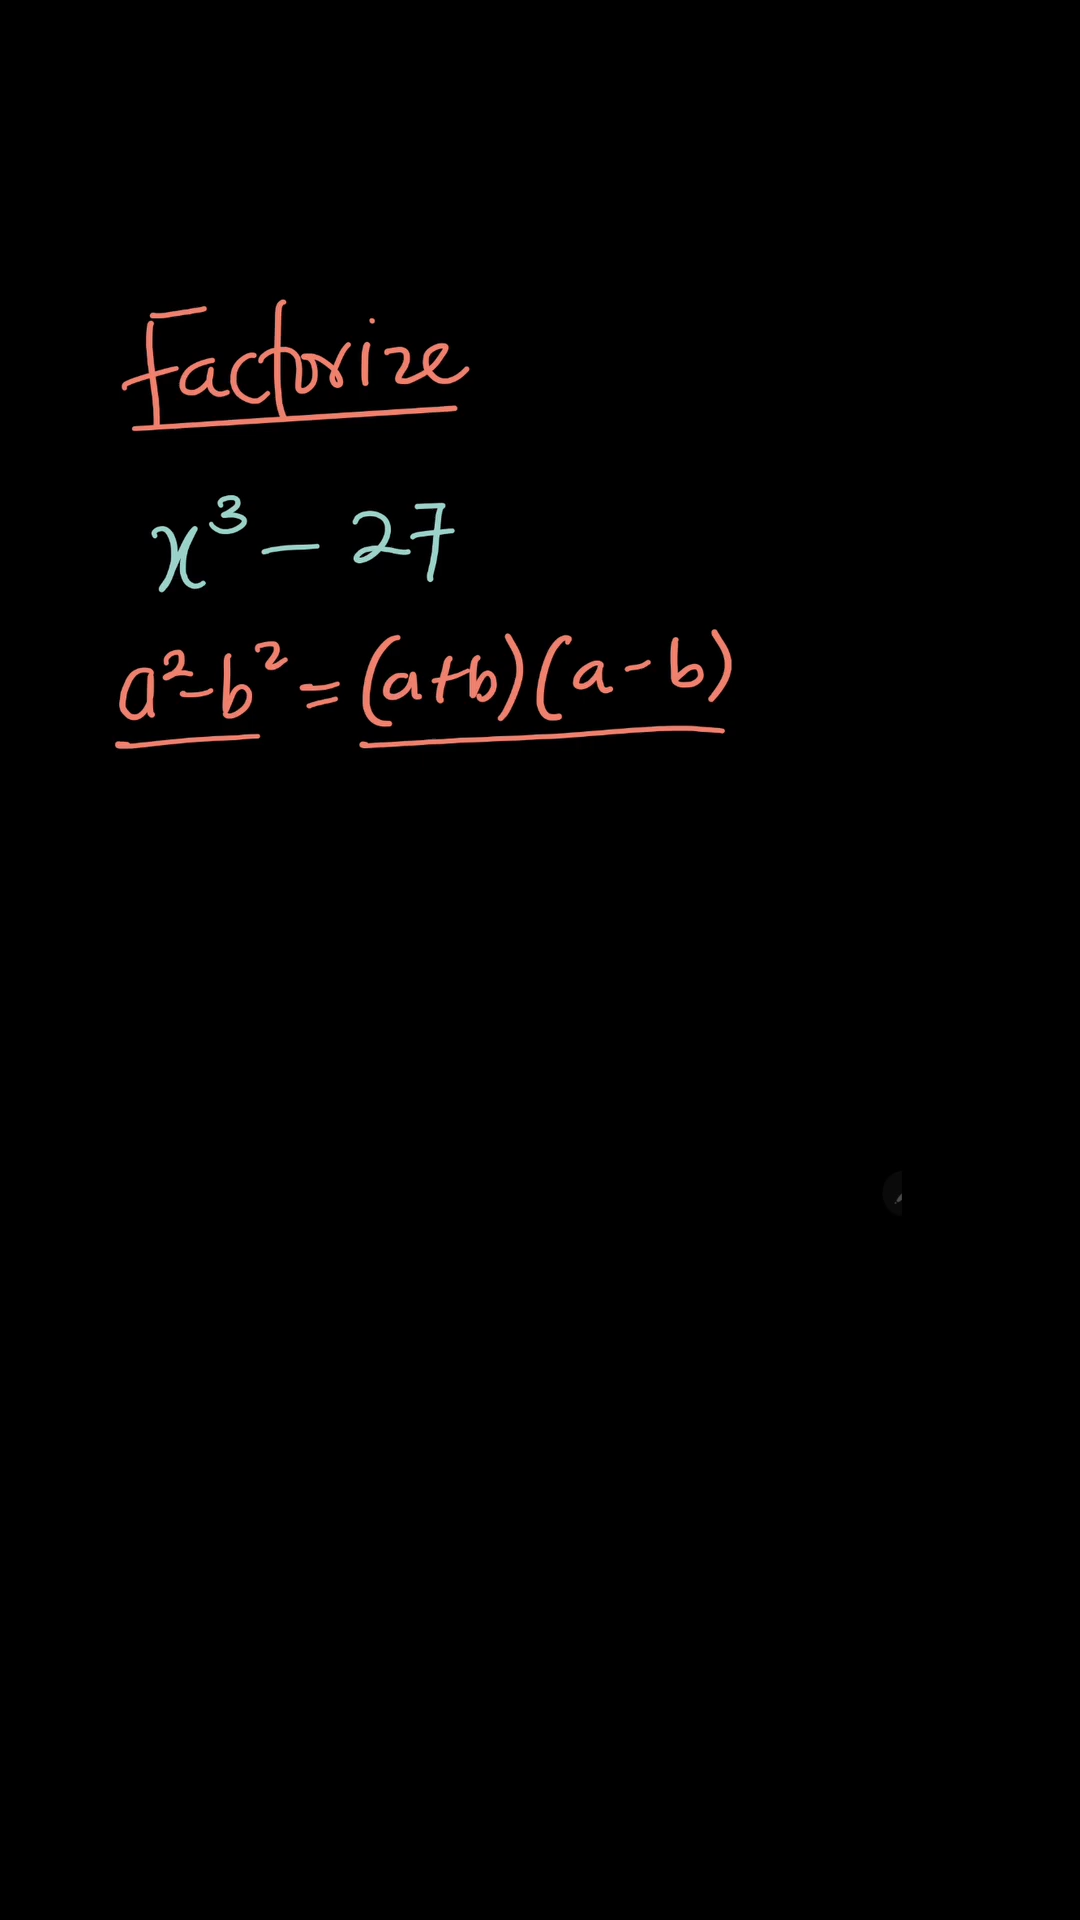 Factorize
x³ – 27
a²-b² = (a+b)(a-b)